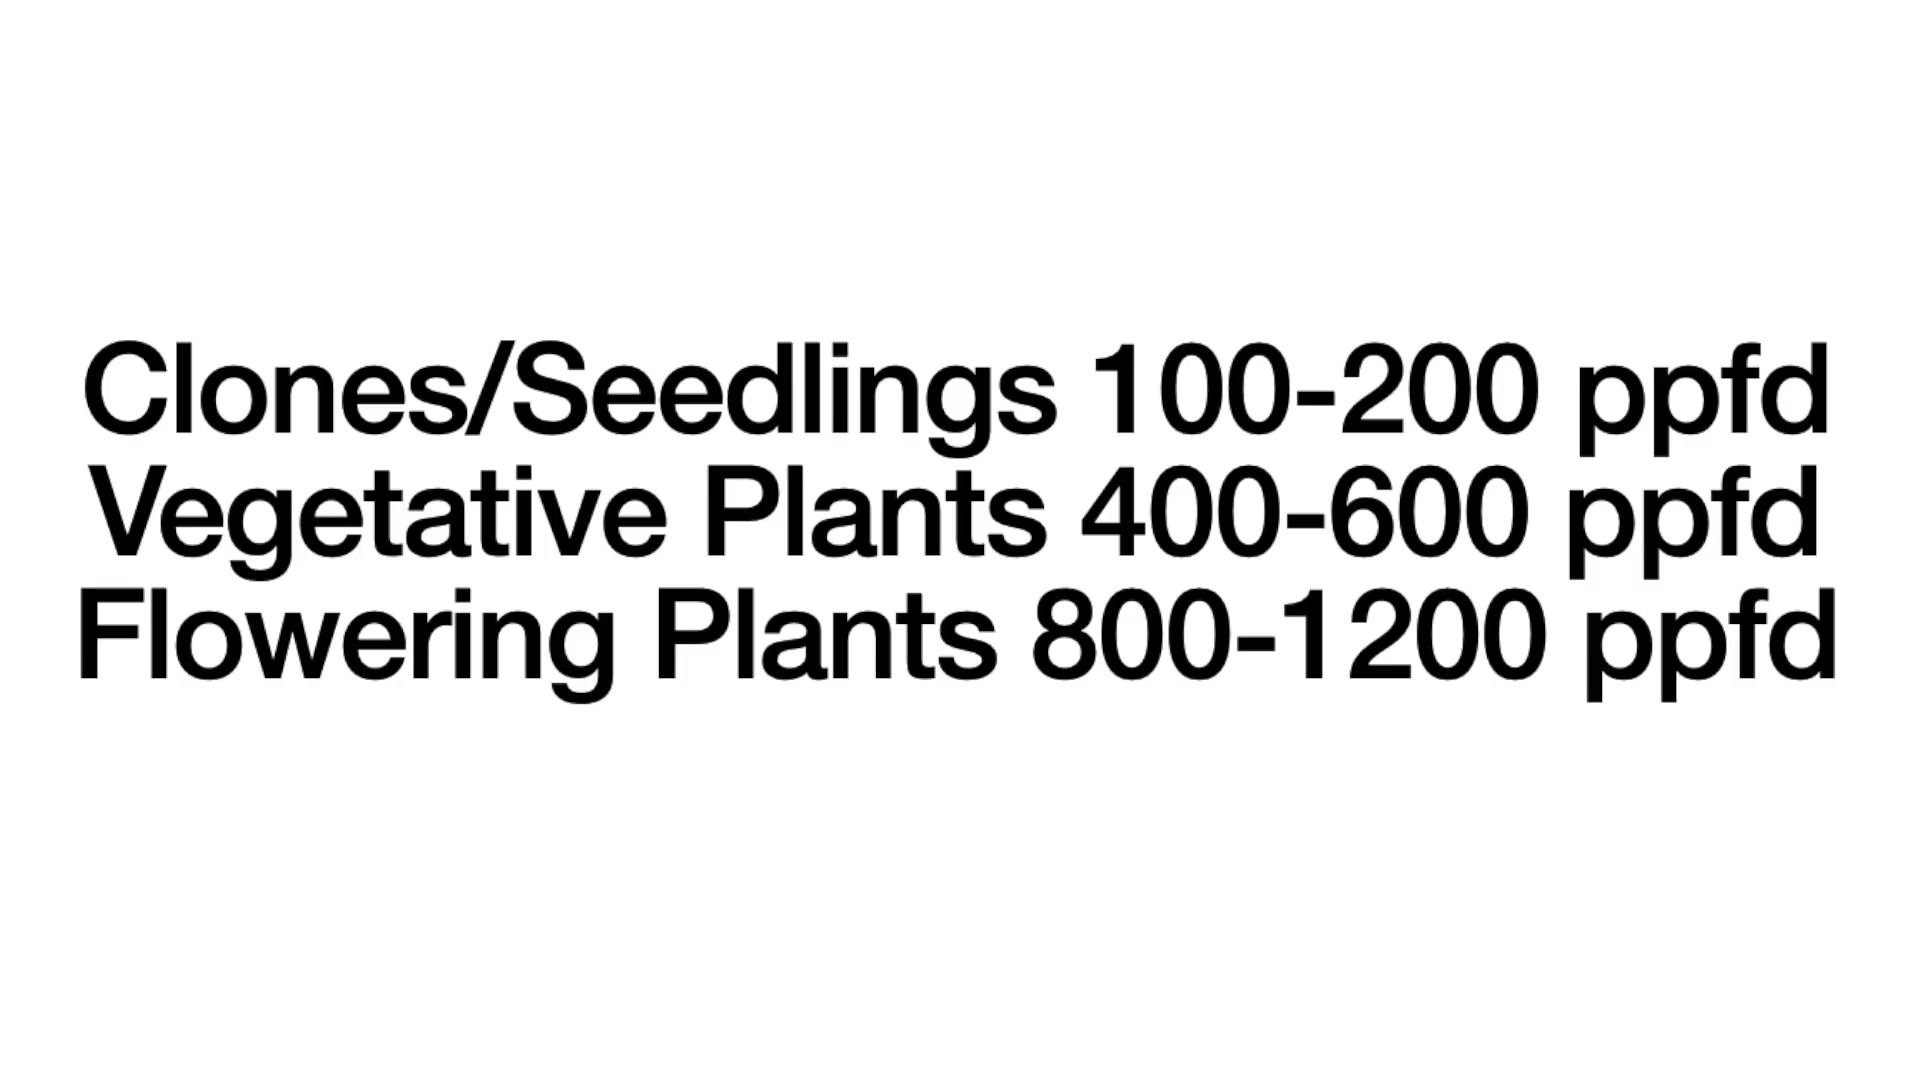 Clones/Seedlings 100-200 ppfd
Vegetative Plants 400-600 ppfd
Flowering Plants 800-1200 ppfd